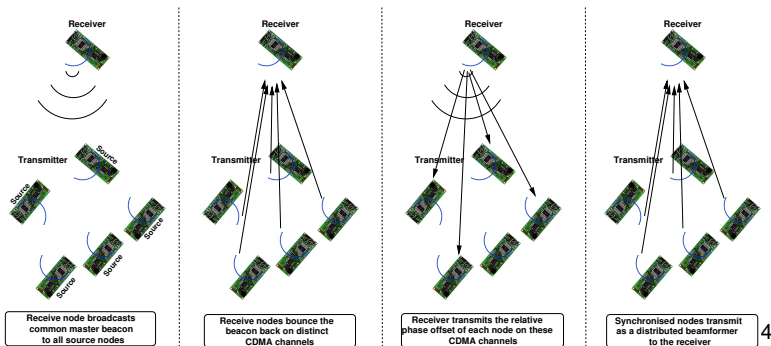 Receiver
Transmitter
Source
Source
Source
Source
Source
Receive node broadcasts
common master beacon
to all source nodes
Receiver
Transmitter
Receive nodes bounce the
beacon back on distinct
CDMA channels
Receiver
Transmitter
Receiver transmits the relative
phase offset of each node on these
CDMA channels
Receiver
Transmitter
Synchronised nodes transmit
as a distributed beamformer
to the receiver
4